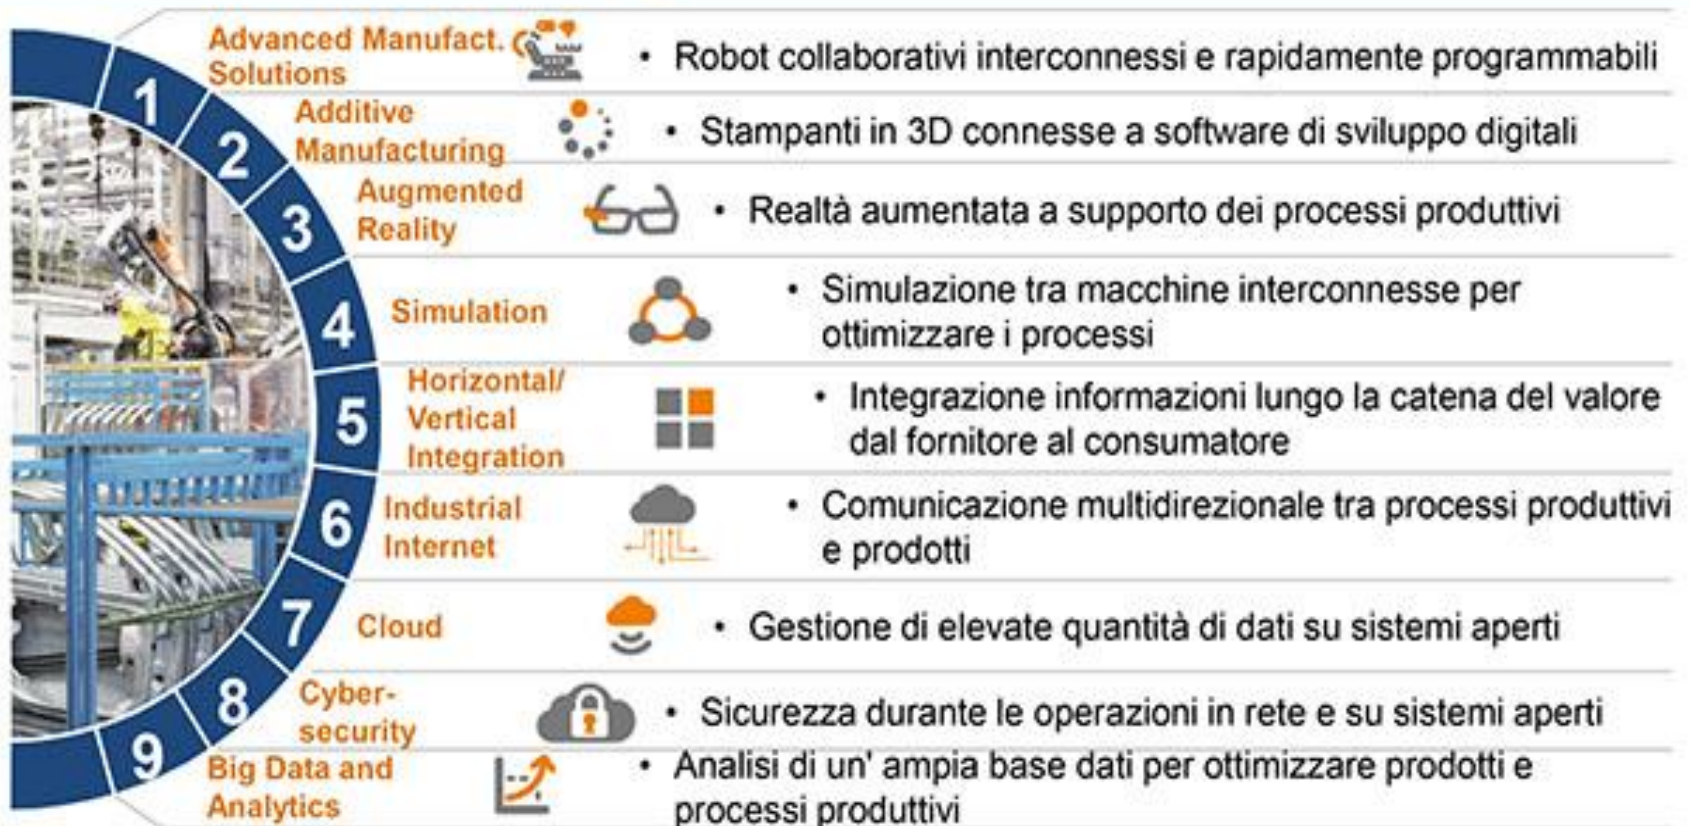 1
Advanced Manufact.
Solutions
• Robot collaborativi interconnessi e rapidamente programmabili
2
Additive
Manufacturing
• Stampanti in 3D connesse a software di sviluppo digitali
3
Augmented
Reality
• Realtà aumentata a supporto dei processi produttivi
4
Simulation
• Simulazione tra macchine interconnesse per
ottimizzare i processi
5
Horizontal/
Vertical
Integration
• Integrazione informazioni lungo la catena del valore
dal fornitore al consumatore
6
Industrial
Internet
• Comunicazione multidirezionale tra processi produttivi
e prodotti
7
Cloud
• Gestione di elevate quantità di dati su sistemi aperti
8
Cyber-
security
• Sicurezza durante le operazioni in rete e su sistemi aperti
9
Big Data and
Analytics
• Analisi di un' ampia base dati per ottimizzare prodotti e
processi produttivi